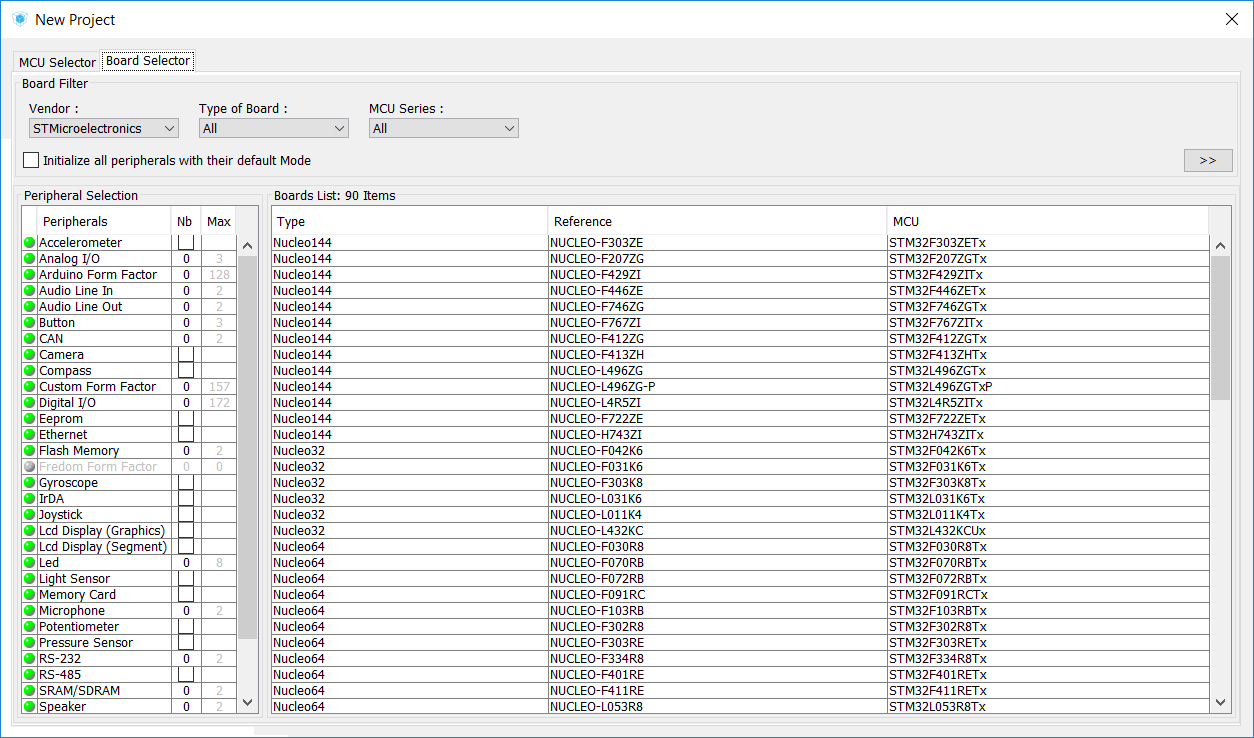 New Project
MCU Selector Board Selector
Board Filter
Vendor : Type of Board : MCU Series :
STMicroelectronics All All
Initialize all peripherals with their default Mode >>
Peripheral Selection Boards List: 90 Items
Peripherals Nb Max Type Reference MCU
Accelerometer Nucleo144 NUCLEO-F303ZE STM32F303ZETx
Analog I/O 0 3 Nucleo144 NUCLEO-F207ZG STM32F207ZGTx
Arduino Form Factor 0 128 Nucleo144 NUCLEO-F429ZI STM32F429ZITx
Audio Line In 0 2 Nucleo144 NUCLEO-F446ZE STM32F446ZETx
Audio Line Out 0 2 Nucleo144 NUCLEO-F746ZG STM32F746ZGTx
Button 0 3 Nucleo144 NUCLEO-F767ZI STM32F767ZITx
CAN 0 2 Nucleo144 NUCLEO-F412ZG STM32F412ZGTx
Camera Nucleo144 NUCLEO-F413ZH STM32F413ZHTx
Compass Nucleo144 NUCLEO-L496ZG STM32L496ZGTx
Custom Form Factor 0 157 Nucleo144 NUCLEO-L496ZG-P STM32L496ZGTxP
Digital I/O 0 172 Nucleo144 NUCLEO-L4R5ZI STM32L4R5ZITx
Eeprom Nucleo144 NUCLEO-F722ZE STM32F722ZETx
Ethernet Nucleo144 NUCLEO-H743ZI STM32H743ZITx
Flash Memory 0 2 Nucleo32 NUCLEO-F042K6 STM32F042K6Tx
Fredom Form Factor 0 0 Nucleo32 NUCLEO-F031K6 STM32F031K6Tx
Gyroscope Nucleo32 NUCLEO-F303K8 STM32F303K8Tx
IrDA Nucleo32 NUCLEO-L031K6 STM32L031K6Tx
Joystick Nucleo32 NUCLEO-L011K4 STM32L011K4Tx
Lcd Display (Graphics) Nucleo32 NUCLEO-L432KC STM32L432KCUx
Lcd Display (Segment) Nucleo64 NUCLEO-F030R8 STM32F030R8Tx
Led 0 8 Nucleo64 NUCLEO-F070RB STM32F070RBTx
Light Sensor Nucleo64 NUCLEO-F072RB STM32F072RBTx
Memory Card Nucleo64 NUCLEO-F091RC STM32F091RCTx
Microphone 0 2 Nucleo64 NUCLEO-F103RB STM32F103RBTx
Potentiometer Nucleo64 NUCLEO-F302R8 STM32F302R8Tx
Pressure Sensor Nucleo64 NUCLEO-F303RE STM32F303RETx
RS-232 0 2 Nucleo64 NUCLEO-F334R8 STM32F334R8Tx
RS-485 Nucleo64 NUCLEO-F401RE STM32F401RETx
SRAM/SDRAM 0 2 Nucleo64 NUCLEO-F411RE STM32F411RETx
Speaker 0 2 Nucleo64 NUCLEO-L053R8 STM32L053R8Tx